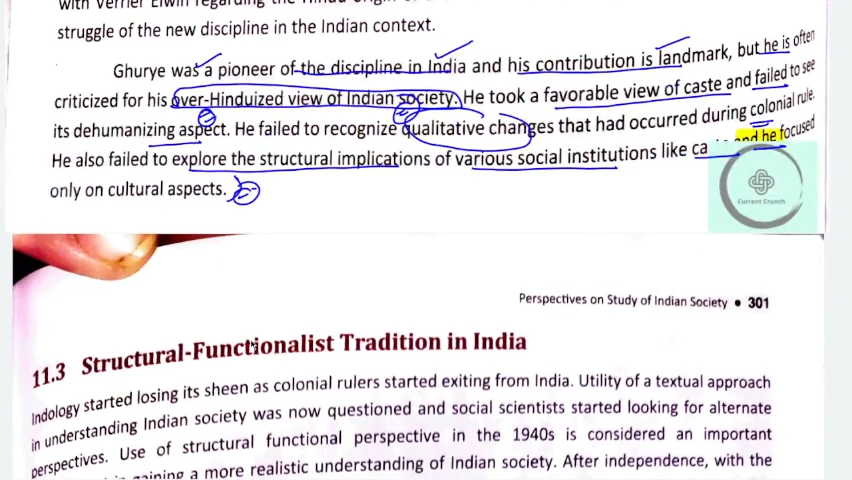 with Verrier Elwin regarding the Hindu origin of
struggle of the new discipline in the Indian context.
Ghurye was a pioneer of the discipline in India and his contribution is landmark, but he is often
criticized for his over-Hinduized view of Indian society. He took a favorable view of caste and failed to see
its dehumanizing aspect. He failed to recognize qualitative changes that had occurred during colonial rule.
He also failed to explore the structural implications of various social institutions like and he focused
only on cultural aspects.
Current Crunch
Perspectives on Study of Indian Society • 301
11.3 Structural-Functionalist Tradition in India
Indology started losing its sheen as colonial rulers started exiting from India. Utility of a textual approach
in understanding Indian society was now questioned and social scientists started looking for alternate
perspectives. Use of structural functional perspective in the 1940s is considered an important
gaining a more realistic understanding of Indian society. After independence, with the